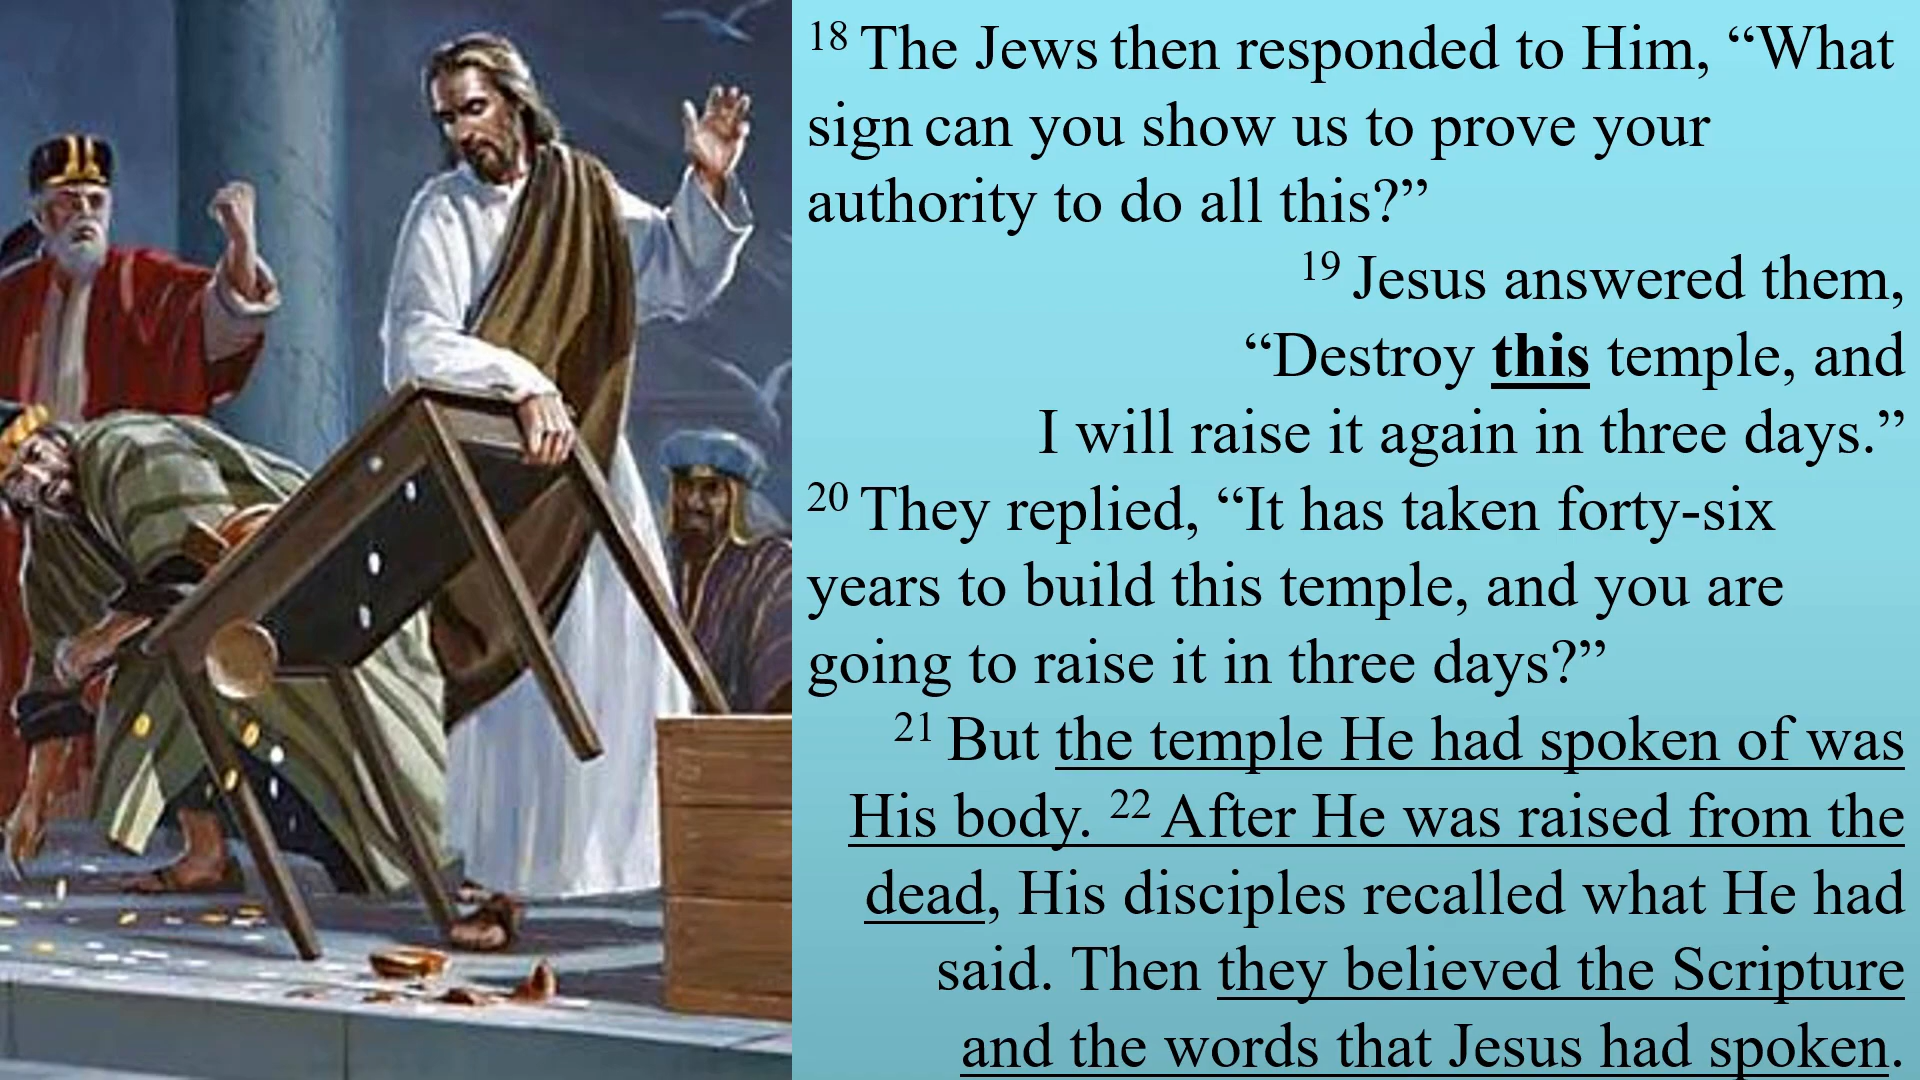 18 The Jews then responded to Him, “What
sign can you show us to prove your
authority to do all this?”
19 Jesus answered them,
“Destroy this temple, and
I will raise it again in three days.”
20 They replied, “It has taken forty-six
years to build this temple, and you are
going to raise it in three days?”
21 But the temple He had spoken of was
His body. 22 After He was raised from the
dead, His disciples recalled what He had
said. Then they believed the Scripture
and the words that Jesus had spoken.